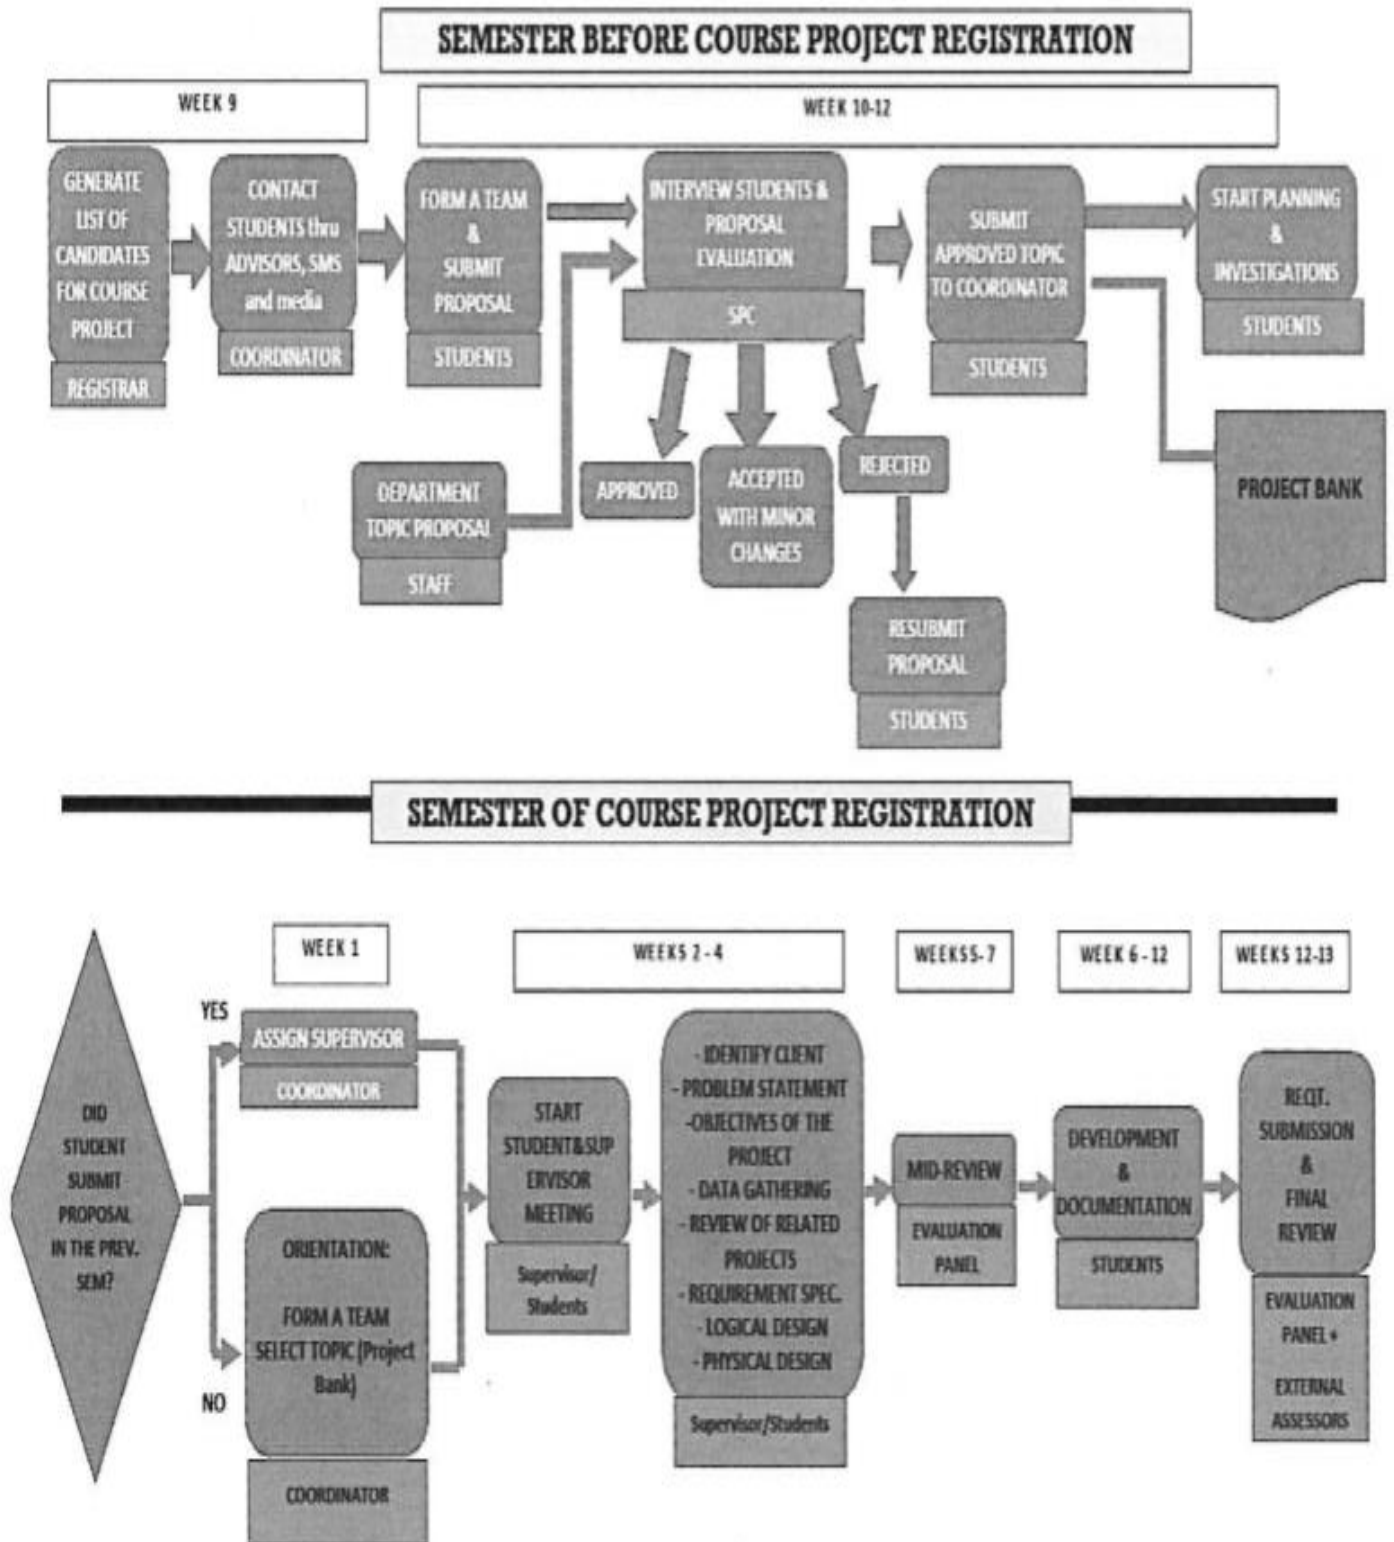 SEMESTER BEFORE COURSE PROJECT REGISTRATION
WEEK 9
WEEK 10-12
GENERATE
LIST OF
CANDIDATES
FOR COURSE
PROJECT
REGISTRAR
CONTACT
STUDENTS thru
ADVISORS, SMS
and media
COORDINATOR
FORM A TEAM
&
SUBMIT
PROPOSAL
STUDENTS
INTERVIEW STUDENTS &
PROPOSAL
EVALUATION
SPC
SUBMIT
APPROVED TOPIC
TO COORDINATOR
STUDENTS
START PLANNING
&
INVESTIGATIONS
STUDENTS
DEPARTMENT
TOPIC PROPOSAL
STAFF
APPROVED
ACCEPTED
WITH MINOR
CHANGES
REJECTED
PROJECT BANK
RESUBMIT
PROPOSAL
STUDENTS
SEMESTER OF COURSE PROJECT REGISTRATION
WEEK 1
WEEKS 2 - 4
WEEKS5- 7
WEEK 6 - 12
WEEKS 12-13
DID
STUDENT
SUBMIT
PROPOSAL
IN THE PREV.
SEM?
YES
NO
ASSIGN SUPERVISOR
COORDINATOR
ORIENTATION:
FORM A TEAM
SELECT TOPIC (Project
Bank)
COORDINATOR
START
STUDENT&SUP
ERVISOR
MEETING
Supervisor/
Students
- IDENTIFY CLIENT
- PROBLEM STATEMENT
-OBJECTIVES OF THE
PROJECT
- DATA GATHERING
- REVIEW OF RELATED
PROJECTS
- REQUIREMENT SPEC.
- LOGICAL DESIGN
- PHYSICAL DESIGN
Supervisor/Students
MID-REVIEW
EVALUATION
PANEL
DEVELOPMENT
&
DOCUMENTATION
STUDENTS
REQT.
SUBMISSION
&
FINAL
REVIEW
EVALUATION
PANEL +
EXTERNAL
ASSESSORS